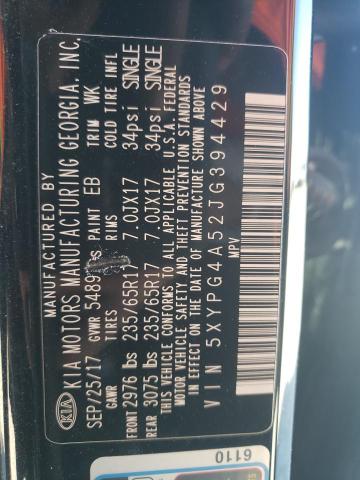 MANUFACTURED BY
KIA KIA MOTORS MANUFACTURING GEORGIA, INC.
SEP/25/17 GVWR 5489 PAINT EB TRIM WK
GAWR TIRES RIMS COLD TIRE INFL
FRONT 2976 lbs 235/65R17 7.0JX17 34psi SINGLE
REAR 3075 lbs 235/65R17 7.0JX17 34psi SINGLE
THIS VEHICLE CONFORMS TO ALL APPLICABLE U.S.A. FEDERAL
MOTOR VEHICLE SAFETY AND THEFT PREVENTION STANDARDS
IN EFFECT ON THE DATE OF MANUFACTURE SHOWN ABOVE
VIN 5XYPG4A52JG394429
MPV
6110